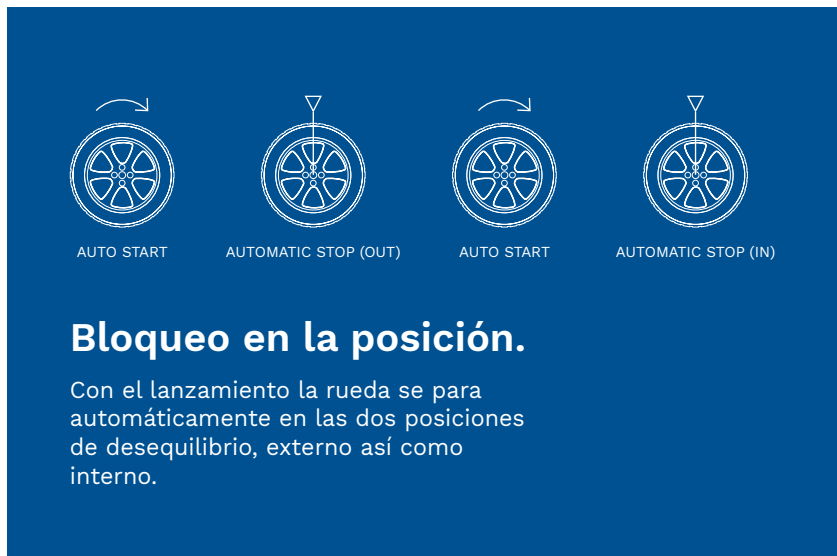 AUTO START
AUTOMATIC STOP (OUT)
AUTO START
AUTOMATIC STOP (IN)
Bloqueo en la posición.
Con el lanzamiento la rueda se para
automáticamente en las dos posiciones
de desequilibrio, externo así como
interno.